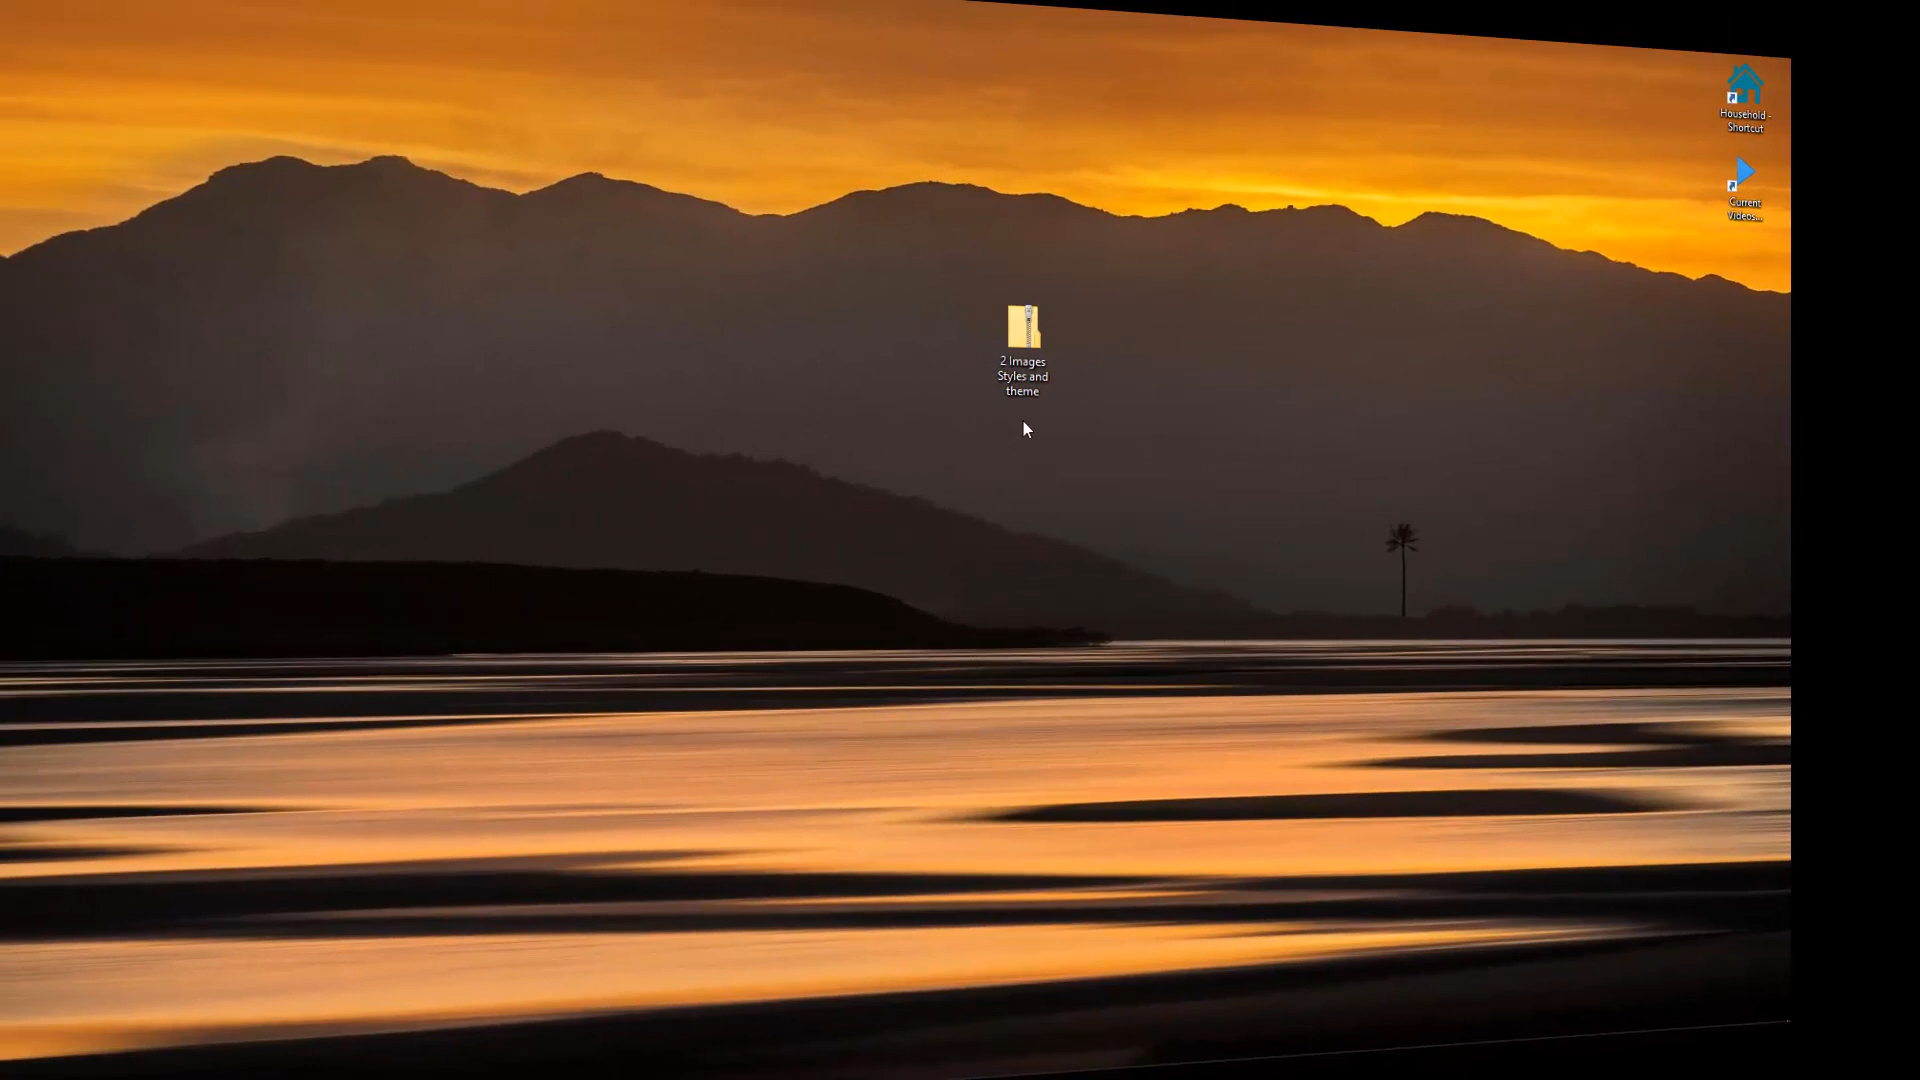 Household -
Shortcut
Current
Videos...
2 Images
Styles and
theme